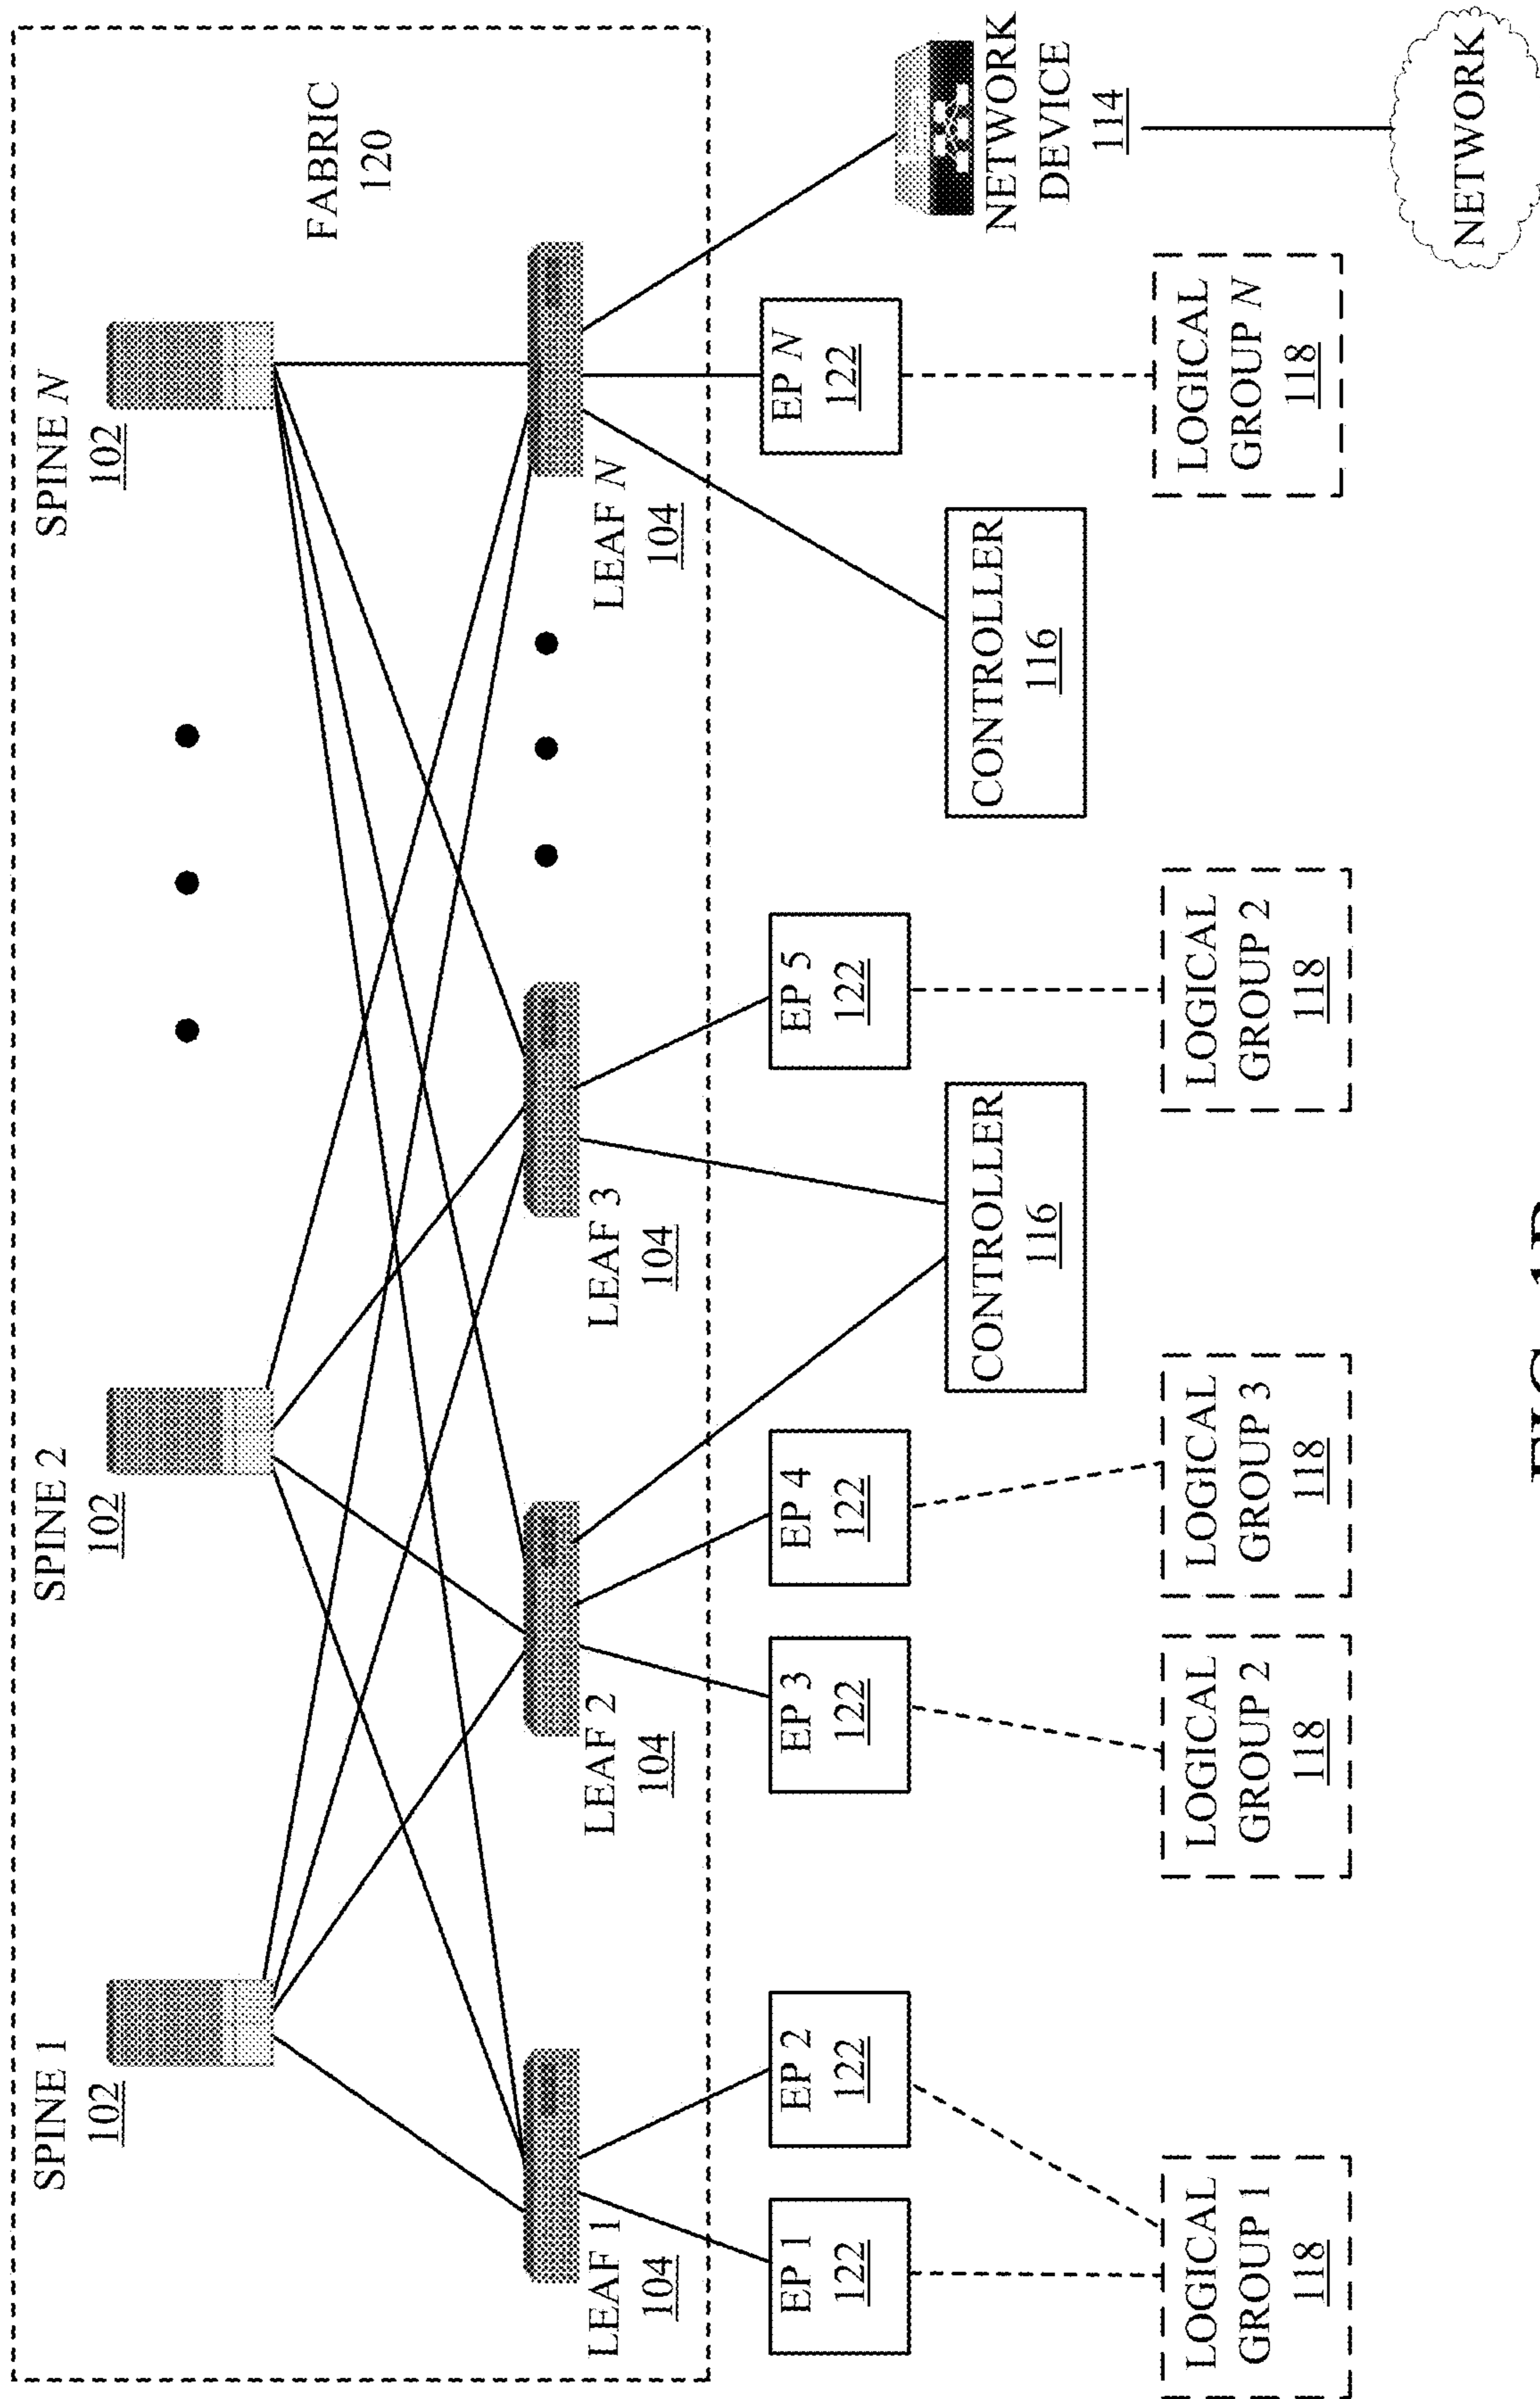 SPINE 1
102
SPINE 2
102
SPINE N
102
FABRIC
120
LEAF 1
104
LEAF 2
104
LEAF 3
104
LEAF N
104
EP 1
122
EP 2
122
EP 3
122
EP 4
122
EP 5
122
EP N
122
CONTROLLER
116
CONTROLLER
116
NETWORK
DEVICE
114
LOGICAL
GROUP 1
118
LOGICAL
GROUP 2
118
LOGICAL
GROUP 3
118
LOGICAL
GROUP 2
118
LOGICAL
GROUP N
118
NETWORK